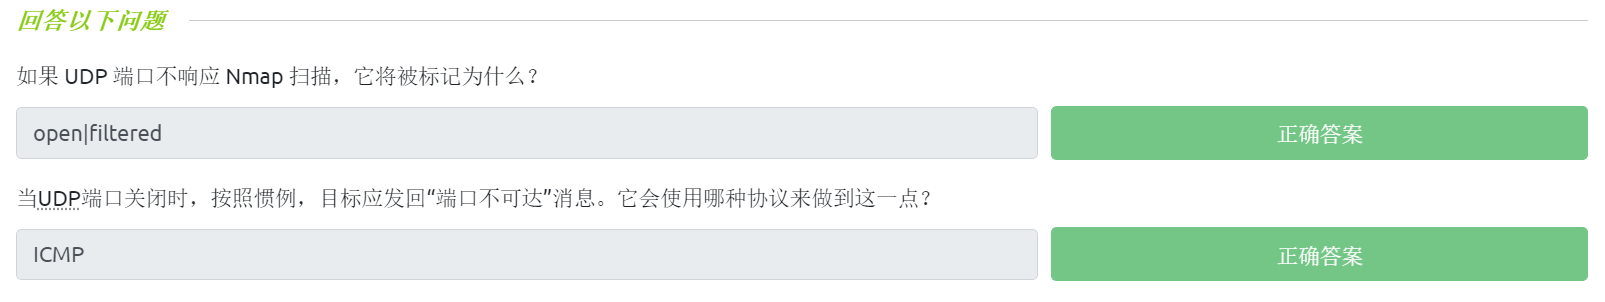 回答以下问题
如果 UDP 端口不响应 Nmap 扫描，它将被标记为什么？
open|filtered
正确答案
当UDP端口关闭时，按照惯例，目标应发回“端口不可达”消息。它会使用哪种协议来做到这一点？
ICMP
正确答案